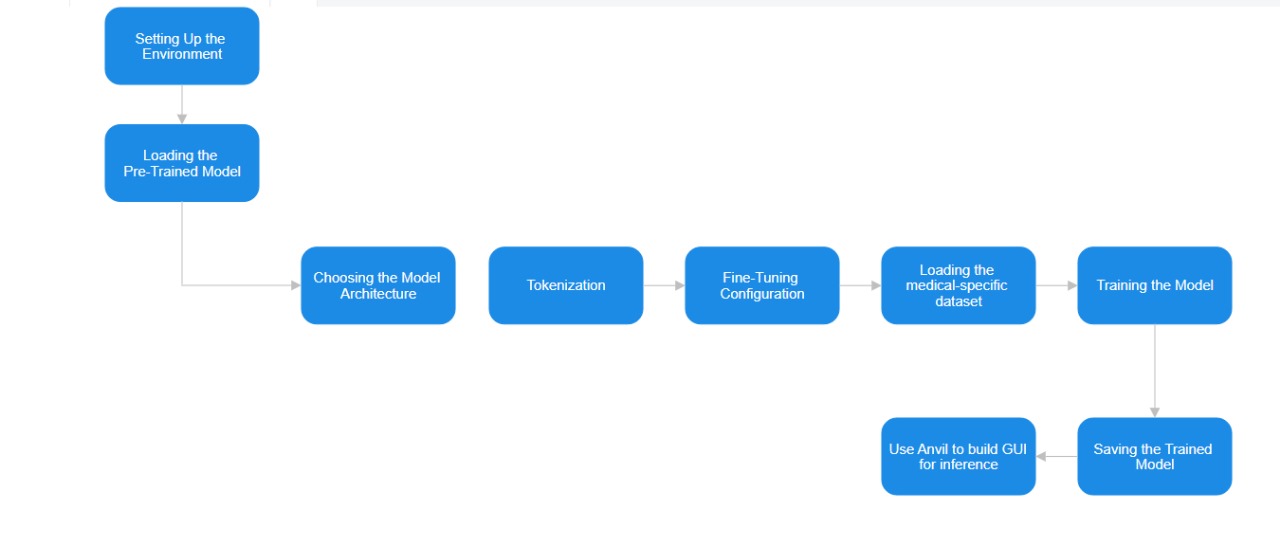 Setting Up the
Environment
Loading the
Pre-Trained Model
Choosing the Model
Architecture
Tokenization
Fine-Tuning
Configuration
Loading the
medical-specific
dataset
Training the Model
Use Anvil to build GUI
for inference
Saving the Trained
Model